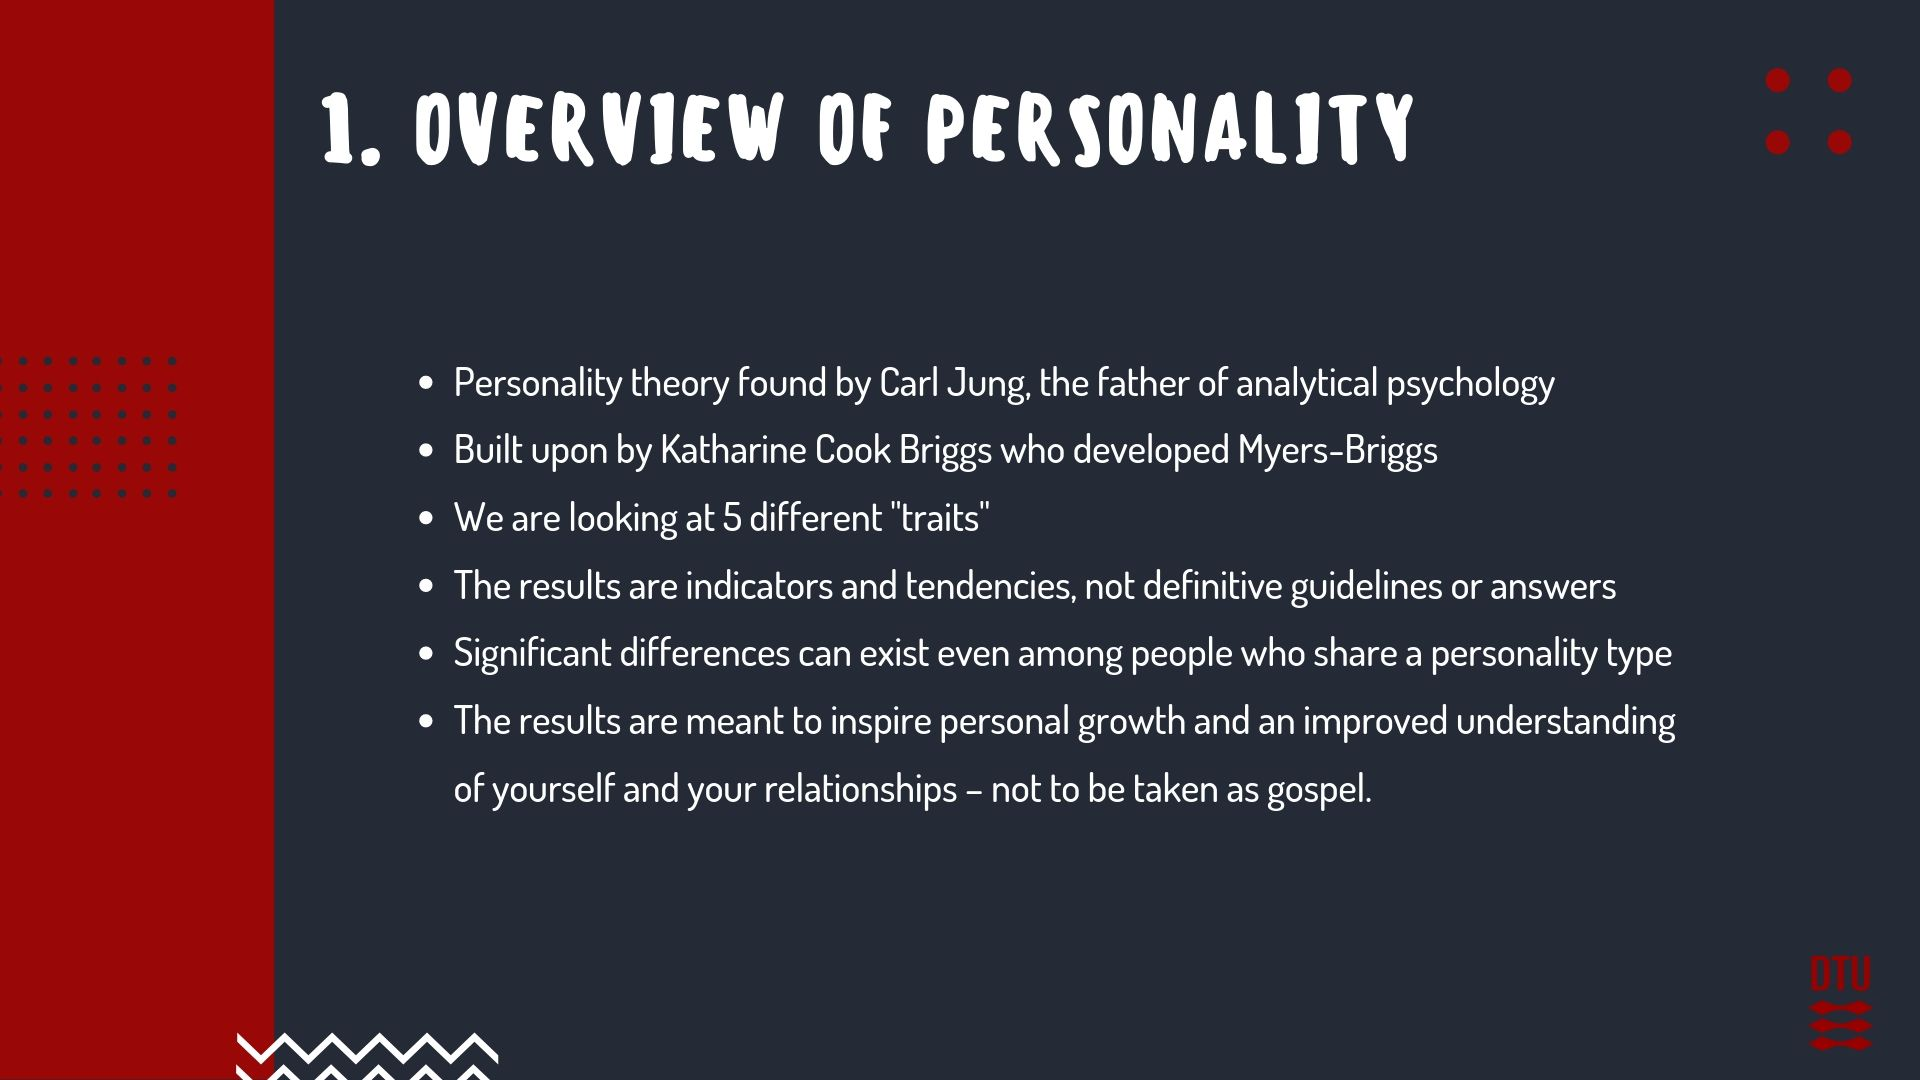 1. OVERVIEW OF PERSONALITY
• Personality theory found by Carl Jung, the father of analytical psychology
• Built upon by Katharine Cook Briggs who developed Myers-Briggs
• We are looking at 5 different "traits"
• The results are indicators and tendencies, not definitive guidelines or answers
• Significant differences can exist even among people who share a personality type
• The results are meant to inspire personal growth and an improved understanding
of yourself and your relationships – not to be taken as gospel.
DTU